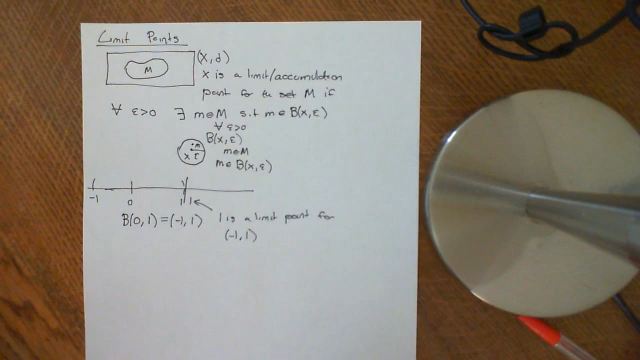 Limit Points
M
(X, d)
x is a limit/accumulation
point for the set M if
∀ ε>0 ∃ m∈M s.t m∈B(x,ε)
∀ ε>0
B(x,ε)
m
x ε
m∈M
m∈B(x,ε)
-1 0 1
B(0,1)=(-1,1) 1 is a limit point for
(-1,1)